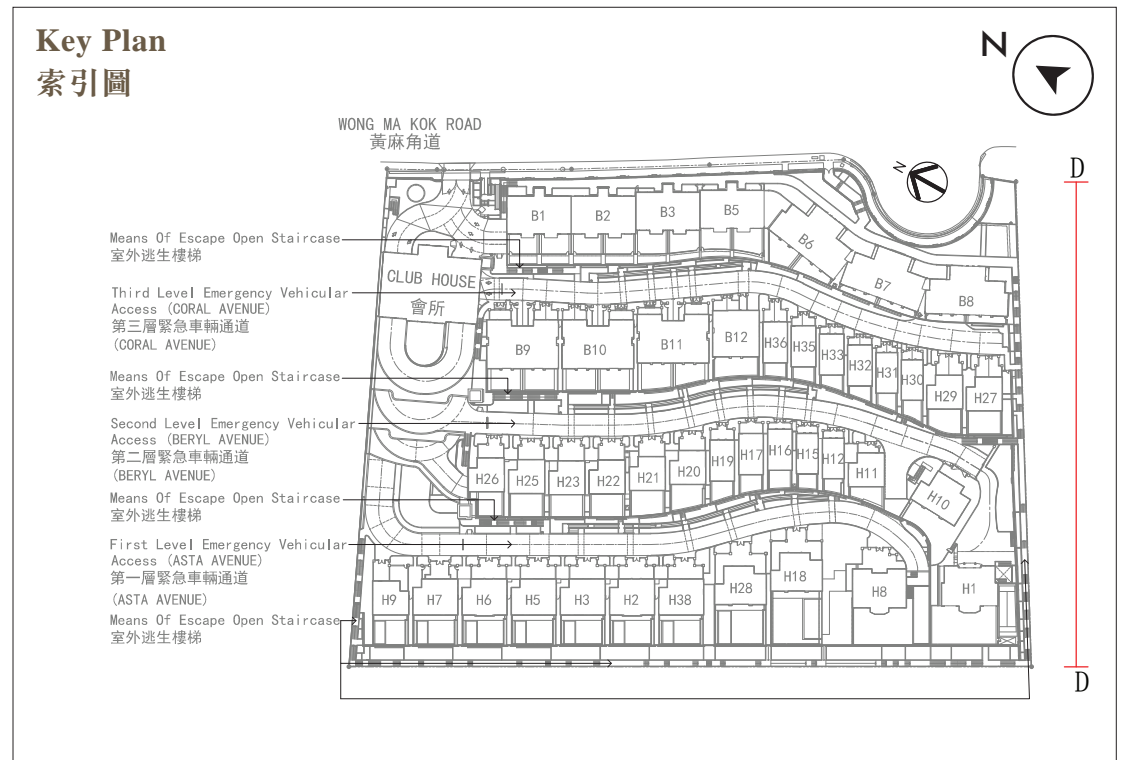 Key Plan
索引圖
N
WONG MA KOK ROAD
黃麻角道
N
D
B1
B2
B3
B5
B6
B7
B8
Means Of Escape Open Staircase
室外逃生樓梯
CLUB HOUSE
會所
Third Level Emergency Vehicular
Access (CORAL AVENUE)
第三層緊急車輛通道
(CORAL AVENUE)
B9
B10
B11
B12
H36
H35
H33
H32
H31
H30
H29
H27
Means Of Escape Open Staircase
室外逃生樓梯
Second Level Emergency Vehicular
Access (BERYL AVENUE)
第二層緊急車輛通道
(BERYL AVENUE)
H26
H25
H23
H22
H21
H20
H19
H17
H16
H15
H12
H11
H10
Means Of Escape Open Staircase
室外逃生樓梯
First Level Emergency Vehicular
Access (ASTA AVENUE)
第一層緊急車輛通道
(ASTA AVENUE)
H9
H7
H6
H5
H3
H2
H38
H28
H18
H8
H1
Means Of Escape Open Staircase
室外逃生樓梯
D